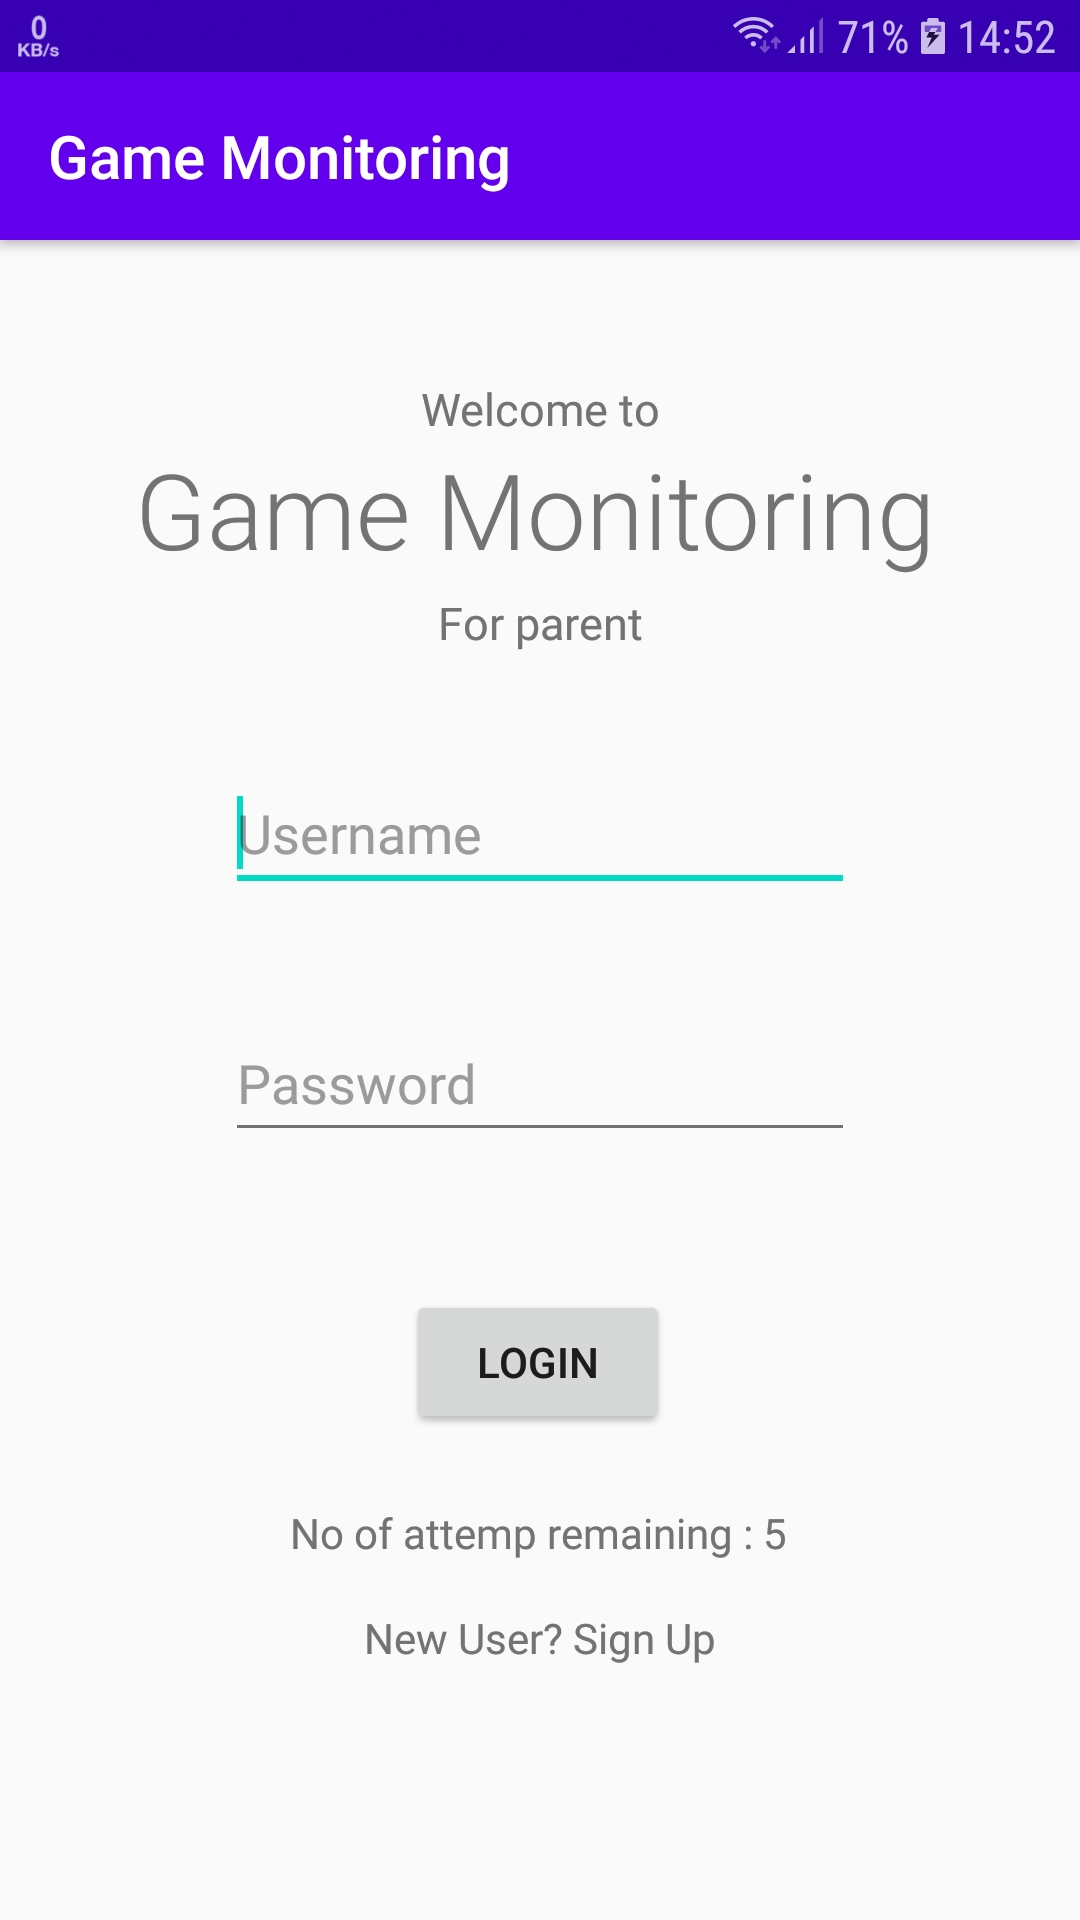 0
KB/s
71% 14:52
Game Monitoring
Welcome to
Game Monitoring
For parent
Username
Password
LOGIN
No of attemp remaining : 5
New User? Sign Up